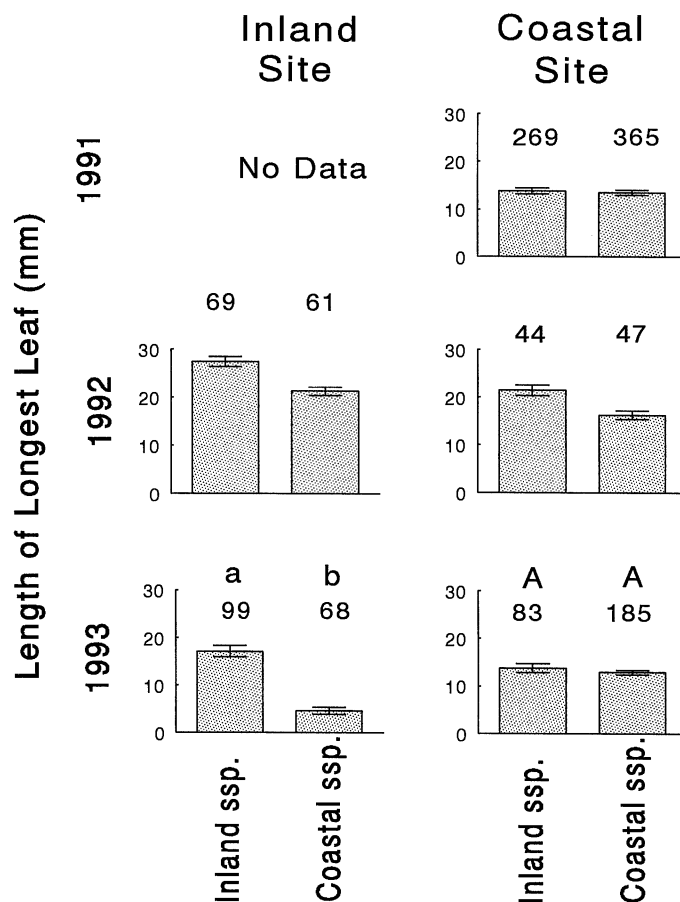 Inland Site
Coastal Site
Length of Longest Leaf (mm)
1991
No Data
30
20
10
0
269 365
1992
69 61
30
20
10
0
44 47
30
20
10
0
1993
a b
99 68
30
20
10
0
A A
83 185
30
20
10
0
Inland ssp.
Coastal ssp.
Inland ssp.
Coastal ssp.